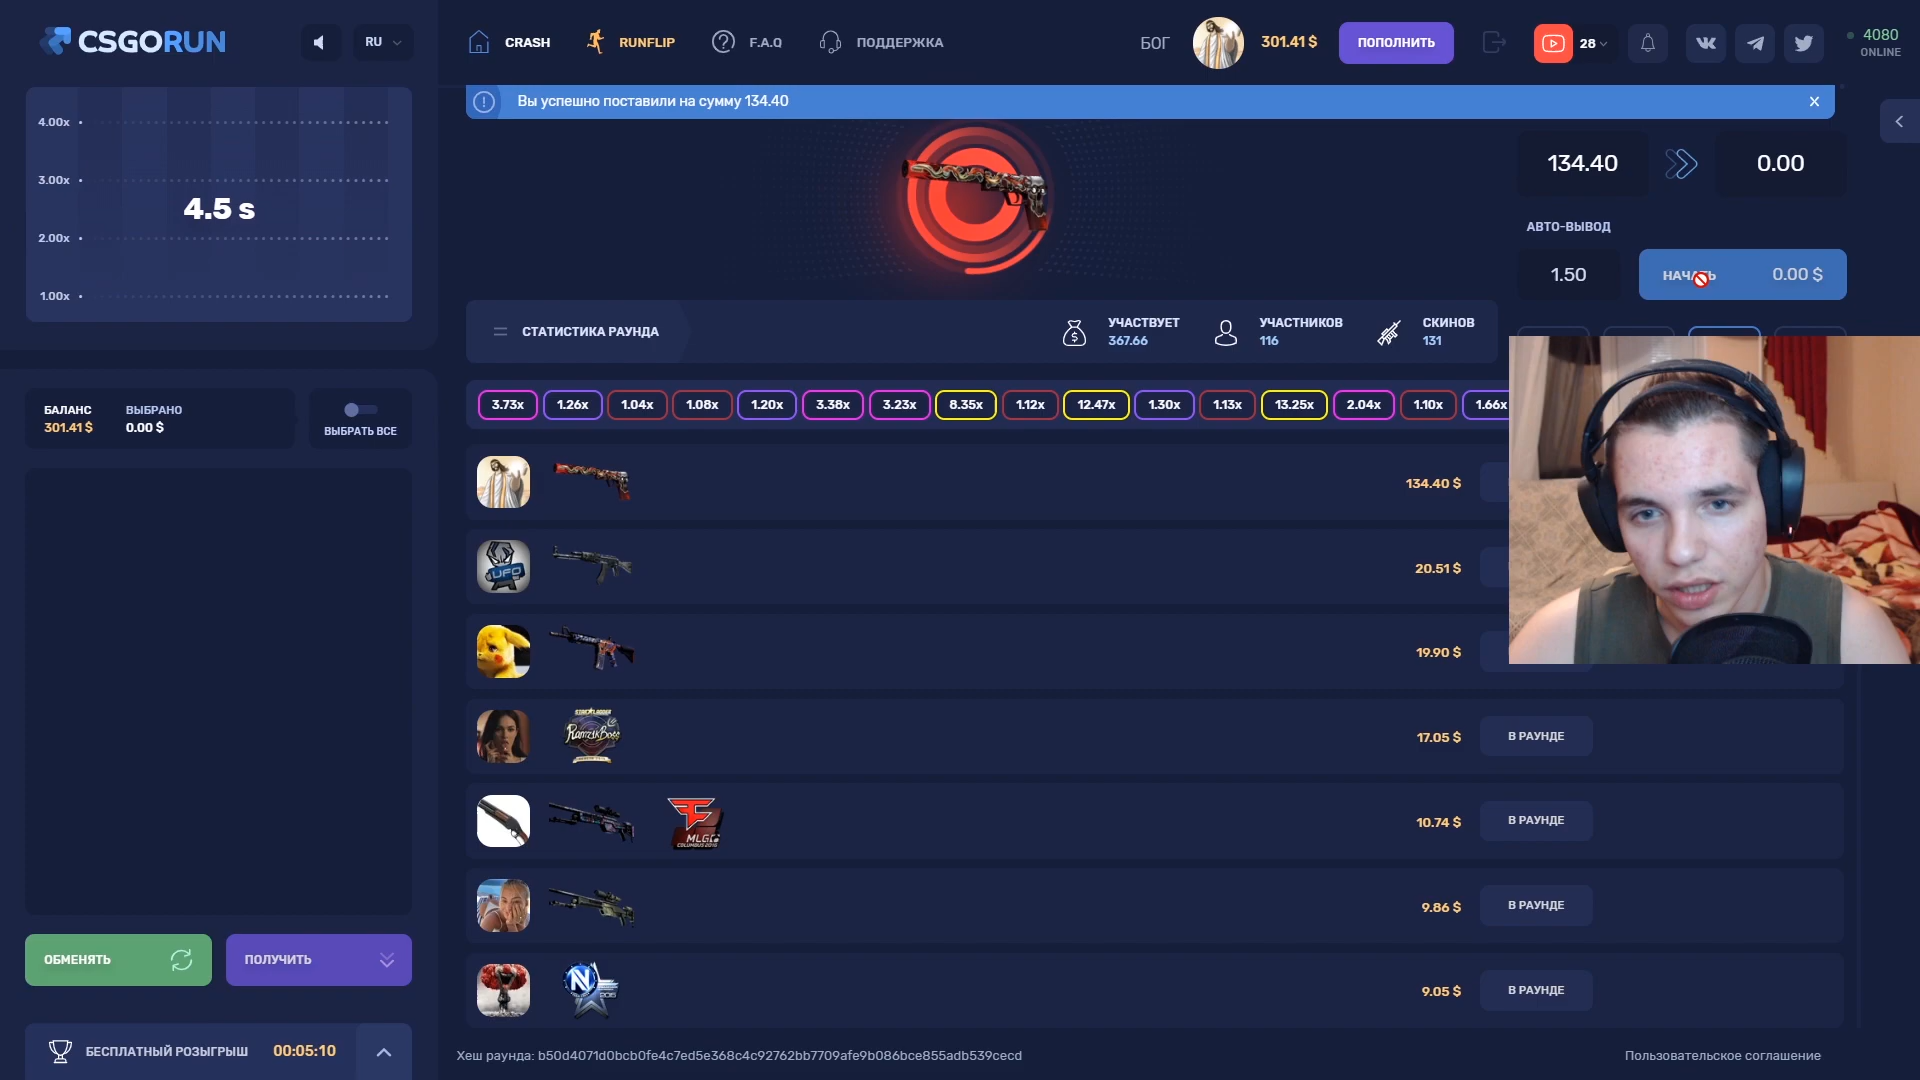 CSGORUN
RU
CRASH
RUNFLIP
F.A.Q
ПОДДЕРЖКА
БОГ
301.41 $
ПОПОЛНИТЬ
28
4080
ONLINE
Вы успешно поставили на сумму 134.40
4.00x
3.00x
4.5 s
2.00x
1.00x
134.40
0.00
АВТО-ВЫВОД
1.50
НАЧАТЬ
0.00 $
СТАТИСТИКА РАУНДА
УЧАСТВУЕТ
367.66
УЧАСТНИКОВ
116
СКИНОВ
131
БАЛАНС
301.41 $
ВЫБРАНО
0.00 $
ВЫБРАТЬ ВСЕ
3.73x 1.26x 1.04x 1.08x 1.20x 3.38x 3.23x 8.35x 1.12x 12.47x 1.30x 1.13x 13.25x 2.04x 1.10x 1.66x
134.40 $
UFO
20.51 $
19.90 $
17.05 $
В РАУНДЕ
MLG
COLUMBUS 2016
10.74 $
В РАУНДЕ
9.86 $
В РАУНДЕ
N
9.05 $
В РАУНДЕ
ОБМЕНЯТЬ
ПОЛУЧИТЬ
БЕСПЛАТНЫЙ РОЗЫГРЫШ
00:05:10
Хеш раунда: b50d4071d0bcb0fe4c7ed5e368c4c92762bb7709afe9b086bce855adb539cecd
Пользовательское соглашение